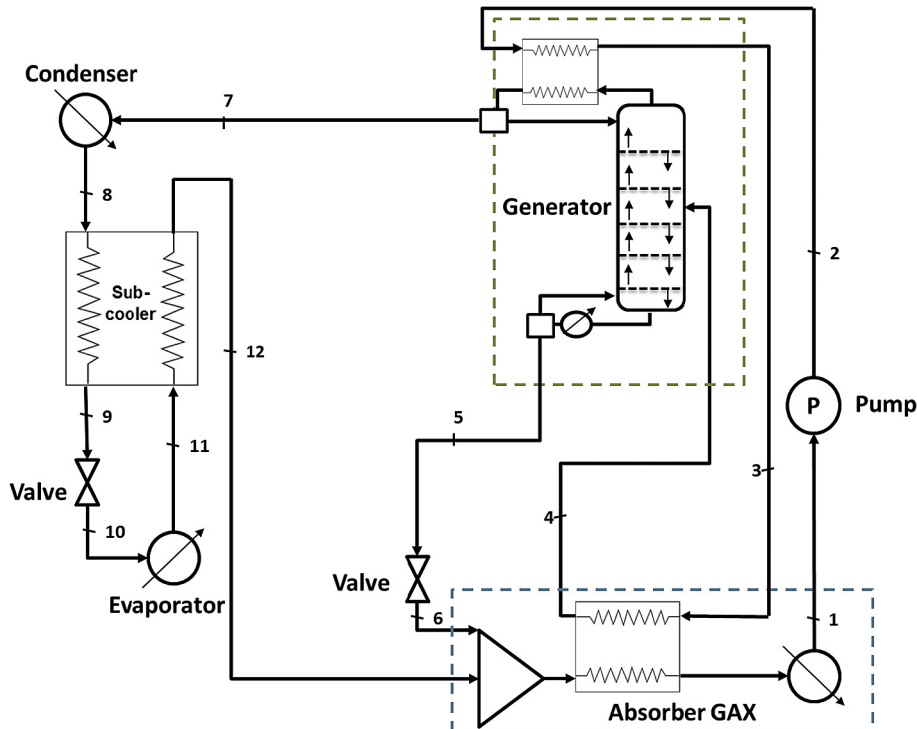 Condenser
7
8
Generator
2
Sub-
cooler
12
9
5
P
Pump
11
Valve
3
4
10
Valve
Evaporator
6
1
Absorber GAX